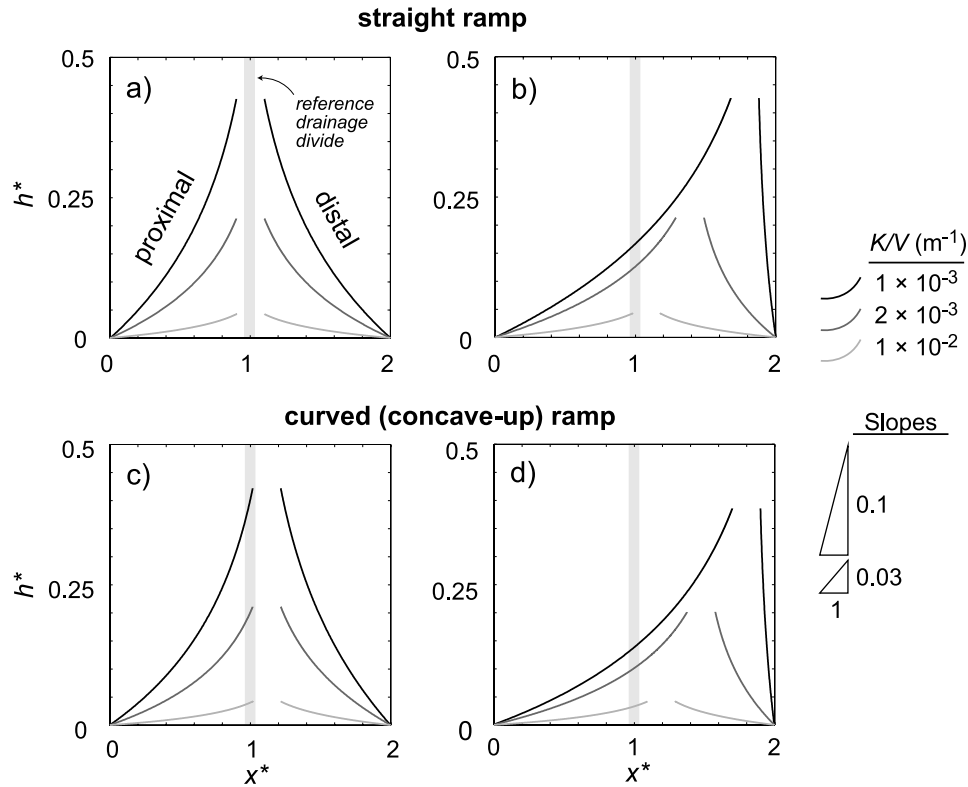 straight ramp
0.5
0.25
0
h*
a)
reference
drainage
divide
proximal
distal
0
1
2
0.5
0.25
0
b)
0
1
2
K/V (m⁻¹)
1 × 10⁻³
2 × 10⁻³
1 × 10⁻²
curved (concave-up) ramp
0.5
0.25
0
h*
c)
0
1
2
x*
0.5
0.25
0
d)
0
1
2
x*
Slopes
0.1
0.03
1